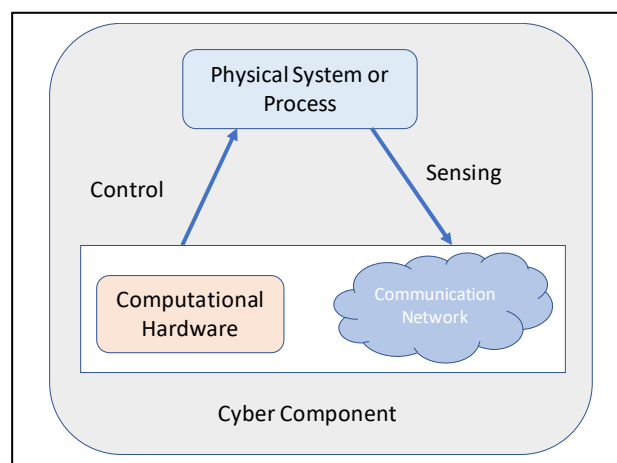 Physical System or
Process
Control
Sensing
Computational
Hardware
Communication
Network
Cyber Component